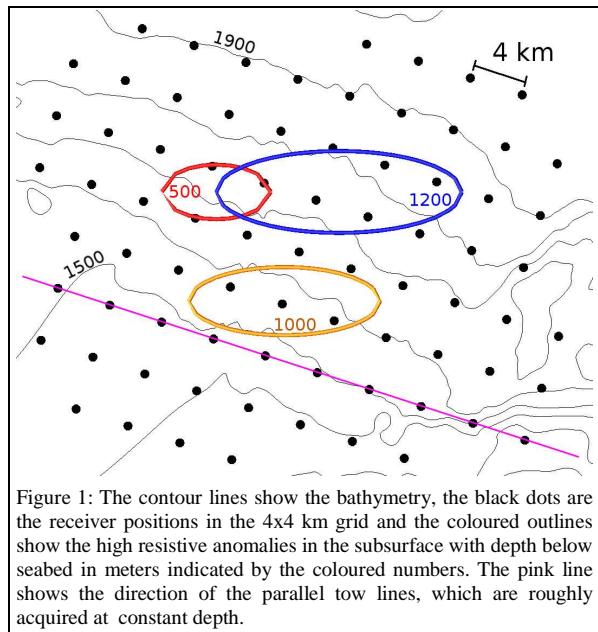 1900
4 km
500
1200
1500
1000
Figure 1: The contour lines show the bathymetry, the black dots are
the receiver positions in the 4x4 km grid and the coloured outlines
show the high resistive anomalies in the subsurface with depth below
seabed in meters indicated by the coloured numbers. The pink line
shows the direction of the parallel tow lines, which are roughly
acquired at constant depth.